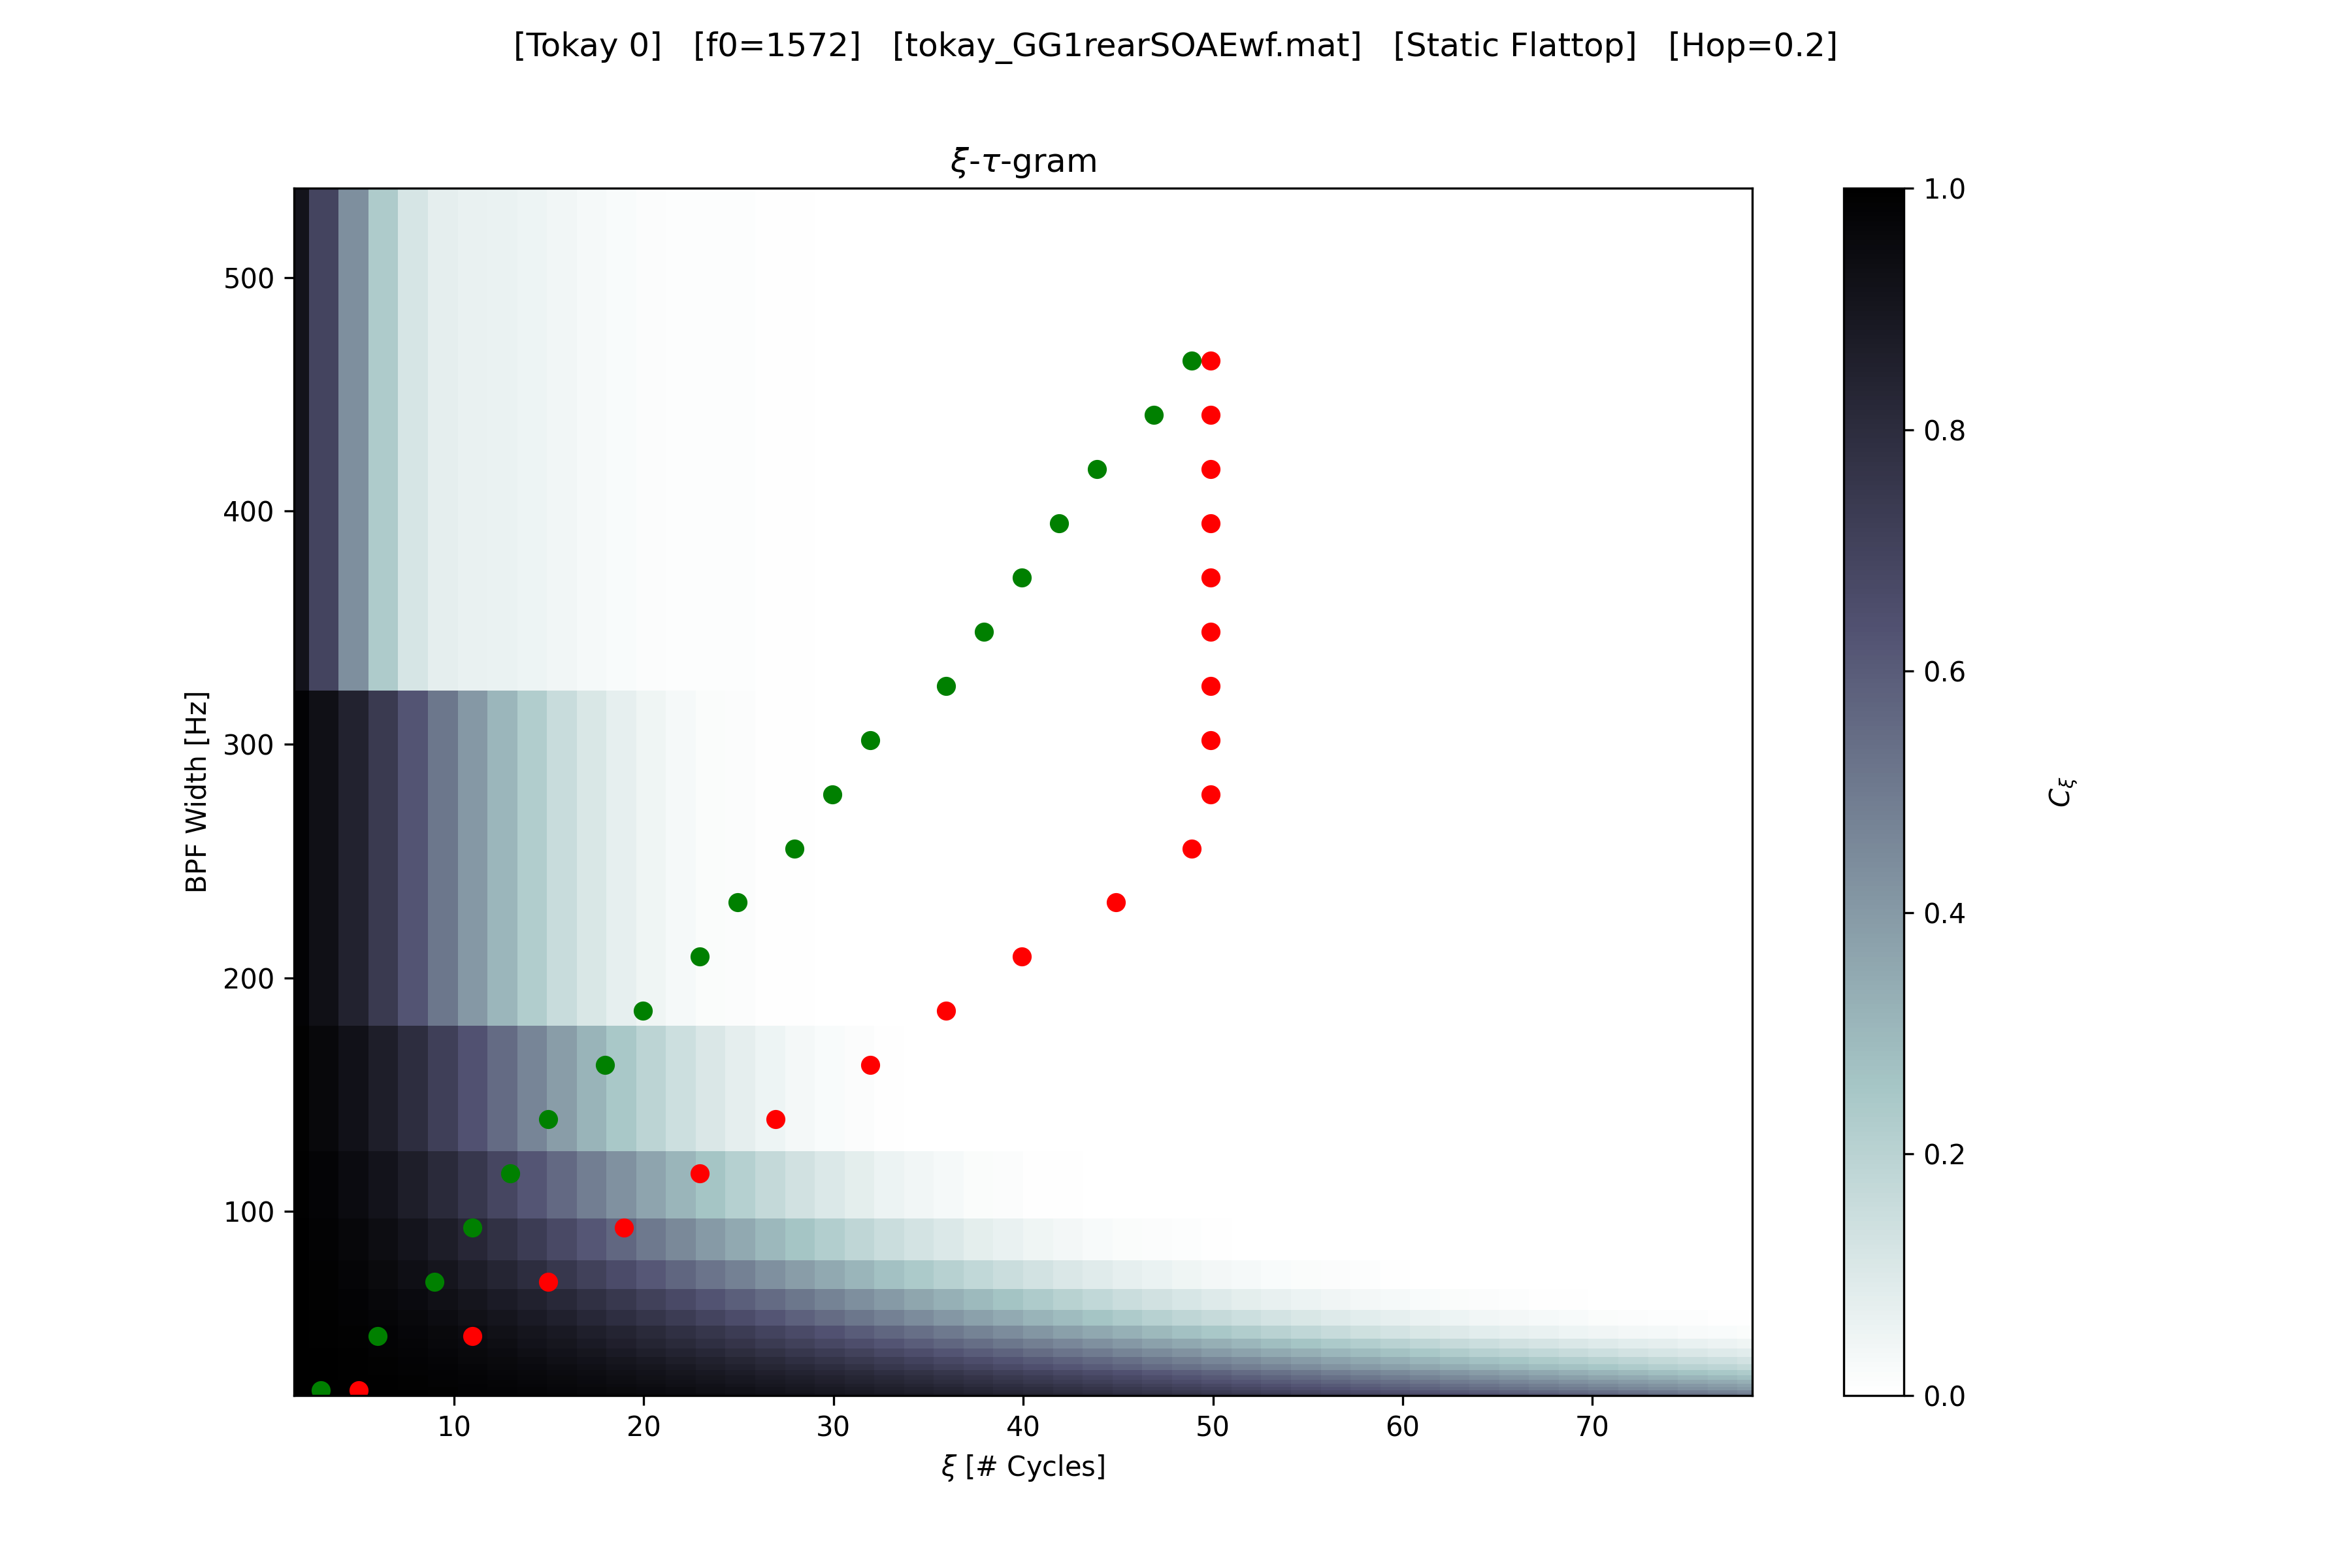 [Tokay 0]   [f0=1572]   [tokay_GG1rearSOAEwf.mat]   [Static Flattop]   [Hop=0.2]
ξ-τ-gram
500
400
300
200
100
BPF Width [Hz]
10 20 30 40 50 60 70
ξ [# Cycles]
1.0
0.8
0.6
0.4
0.2
0.0
C_ξ